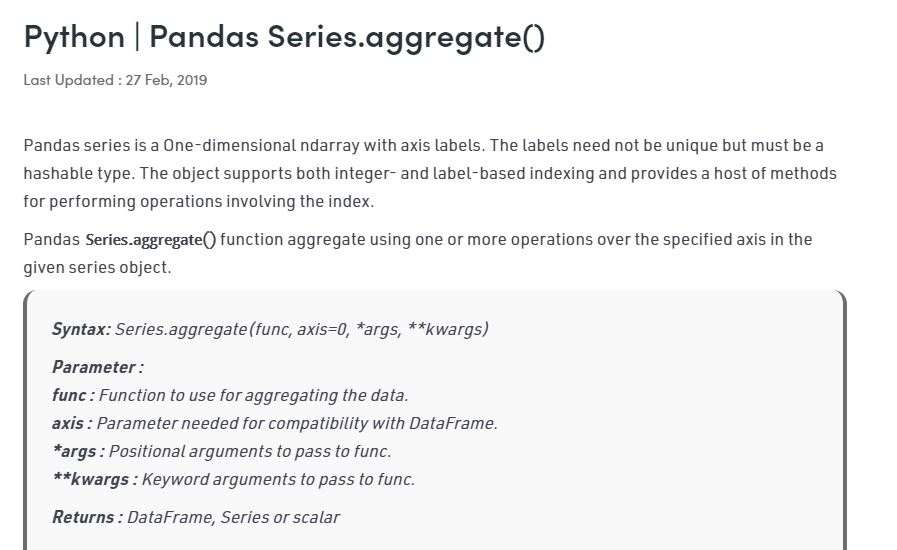 Python | Pandas Series.aggregate()
Last Updated : 27 Feb, 2019
Pandas series is a One-dimensional ndarray with axis labels. The labels need not be unique but must be a
hashable type. The object supports both integer- and label-based indexing and provides a host of methods
for performing operations involving the index.
Pandas Series.aggregate() function aggregate using one or more operations over the specified axis in the
given series object.
Syntax: Series.aggregate(func, axis=0, *args, **kwargs)
Parameter :
func : Function to use for aggregating the data.
axis : Parameter needed for compatibility with DataFrame.
*args : Positional arguments to pass to func.
**kwargs : Keyword arguments to pass to func.
Returns : DataFrame, Series or scalar